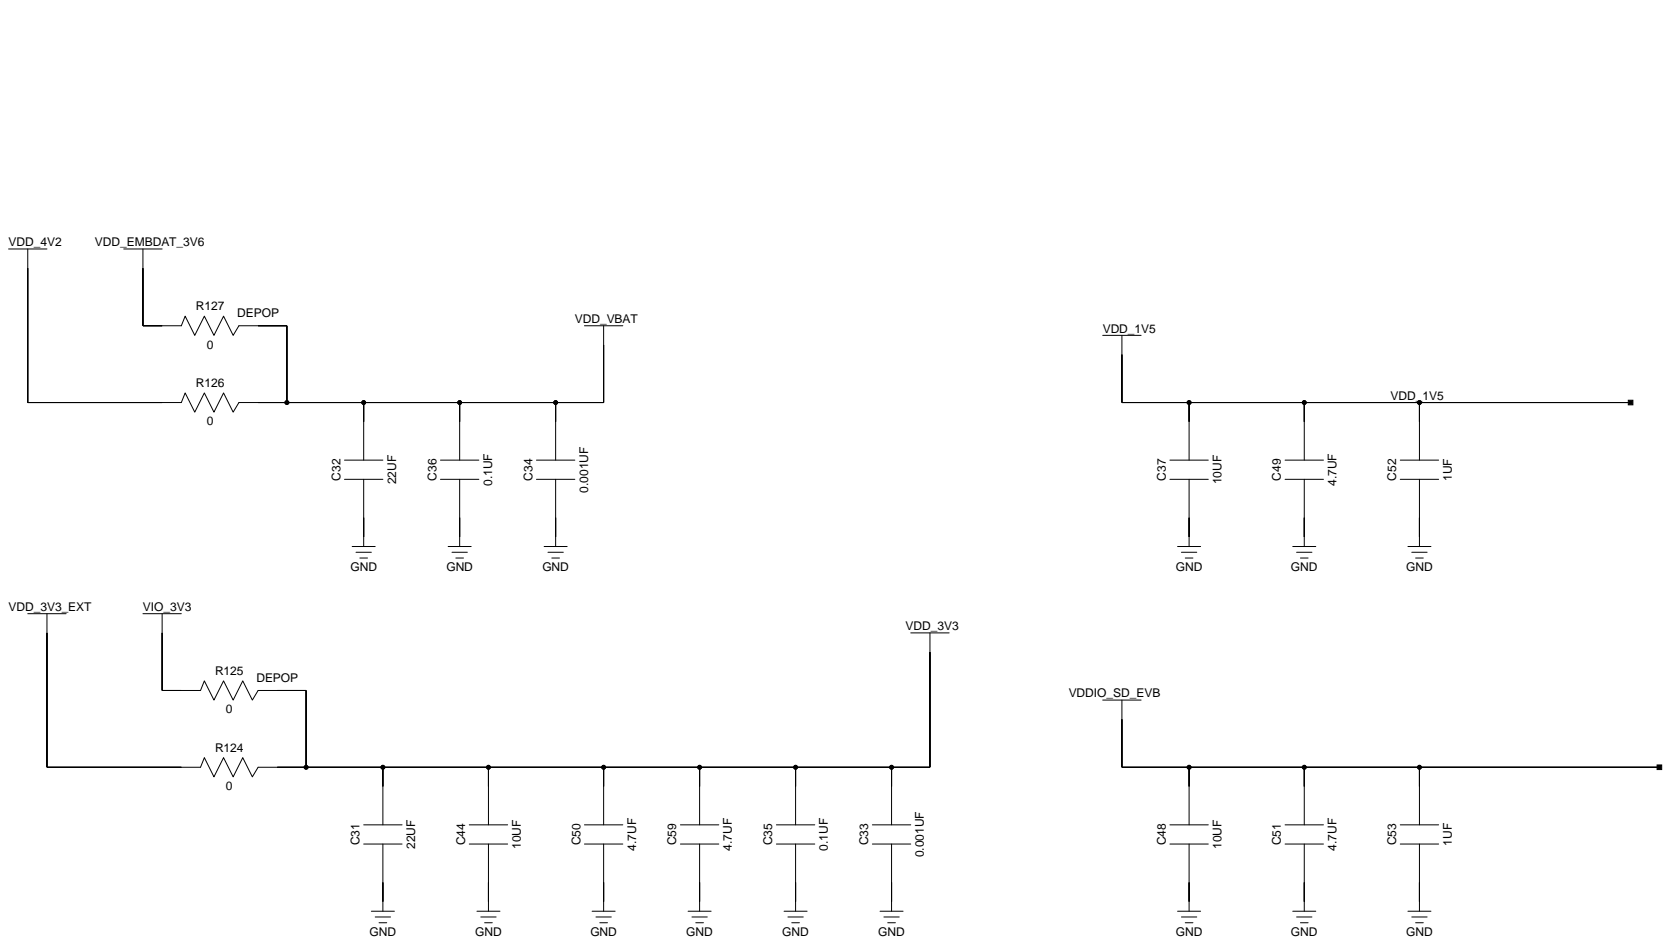 VDD_4V2
VDD_EMBDAT_3V6
R127
DEPOP
0
R126
0
VDD_VBAT
C32
22UF
C36
0.1UF
C34
0.001UF
GND
GND
GND
VDD_1V5
VDD_1V5
C37
10UF
C49
4.7UF
C52
1UF
GND
GND
GND
VDD_3V3_EXT
VIO_3V3
R125
DEPOP
0
R124
0
VDD_3V3
C31
22UF
C44
10UF
C50
4.7UF
C59
4.7UF
C35
0.1UF
C33
0.001UF
GND
GND
GND
GND
GND
GND
VDDIO_SD_EVB
C48
10UF
C51
4.7UF
C53
1UF
GND
GND
GND